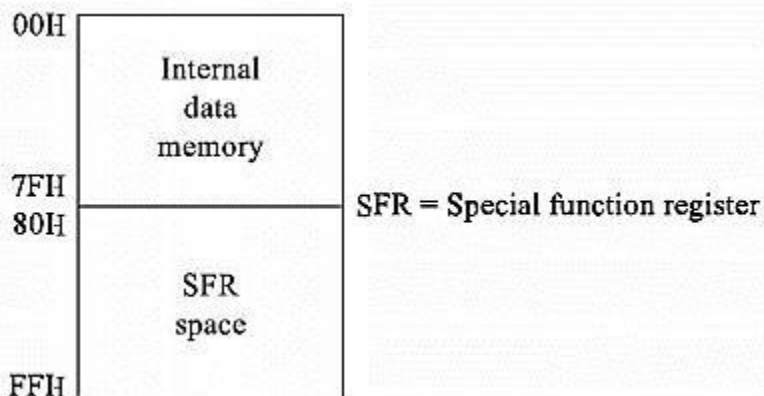 00H
Internal
data
memory
7FH
SFR = Special function register
80H
SFR
space
FFH